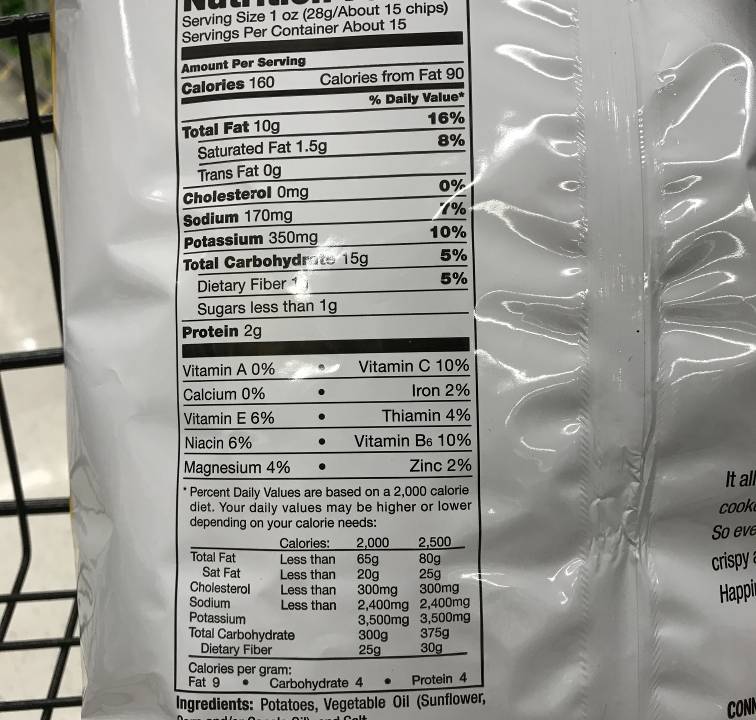 Serving Size 1 oz (28g/About 15 chips)
Servings Per Container About 15
Amount Per Serving
Calories 160 Calories from Fat 90
% Daily Value*
Total Fat 10g 16%
Saturated Fat 1.5g 8%
Trans Fat 0g
Cholesterol 0mg 0%
Sodium 170mg 7%
Potassium 350mg 10%
Total Carbohydrate 15g 5%
Dietary Fiber 5%
Sugars less than 1g
Protein 2g
Vitamin A 0% • Vitamin C 10%
Calcium 0% • Iron 2%
Vitamin E 6% • Thiamin 4%
Niacin 6% • Vitamin B6 10%
Magnesium 4% • Zinc 2%
* Percent Daily Values are based on a 2,000 calorie
diet. Your daily values may be higher or lower
depending on your calorie needs:
Calories: 2,000 2,500
Total Fat Less than 65g 80g
Sat Fat Less than 20g 25g
Cholesterol Less than 300mg 300mg
Sodium Less than 2,400mg 2,400mg
Potassium 3,500mg 3,500mg
Total Carbohydrate 300g 375g
Dietary Fiber 25g 30g
Calories per gram:
Fat 9 • Carbohydrate 4 • Protein 4
Ingredients: Potatoes, Vegetable Oil (Sunflower,
It all
So eve
crispy
Happi